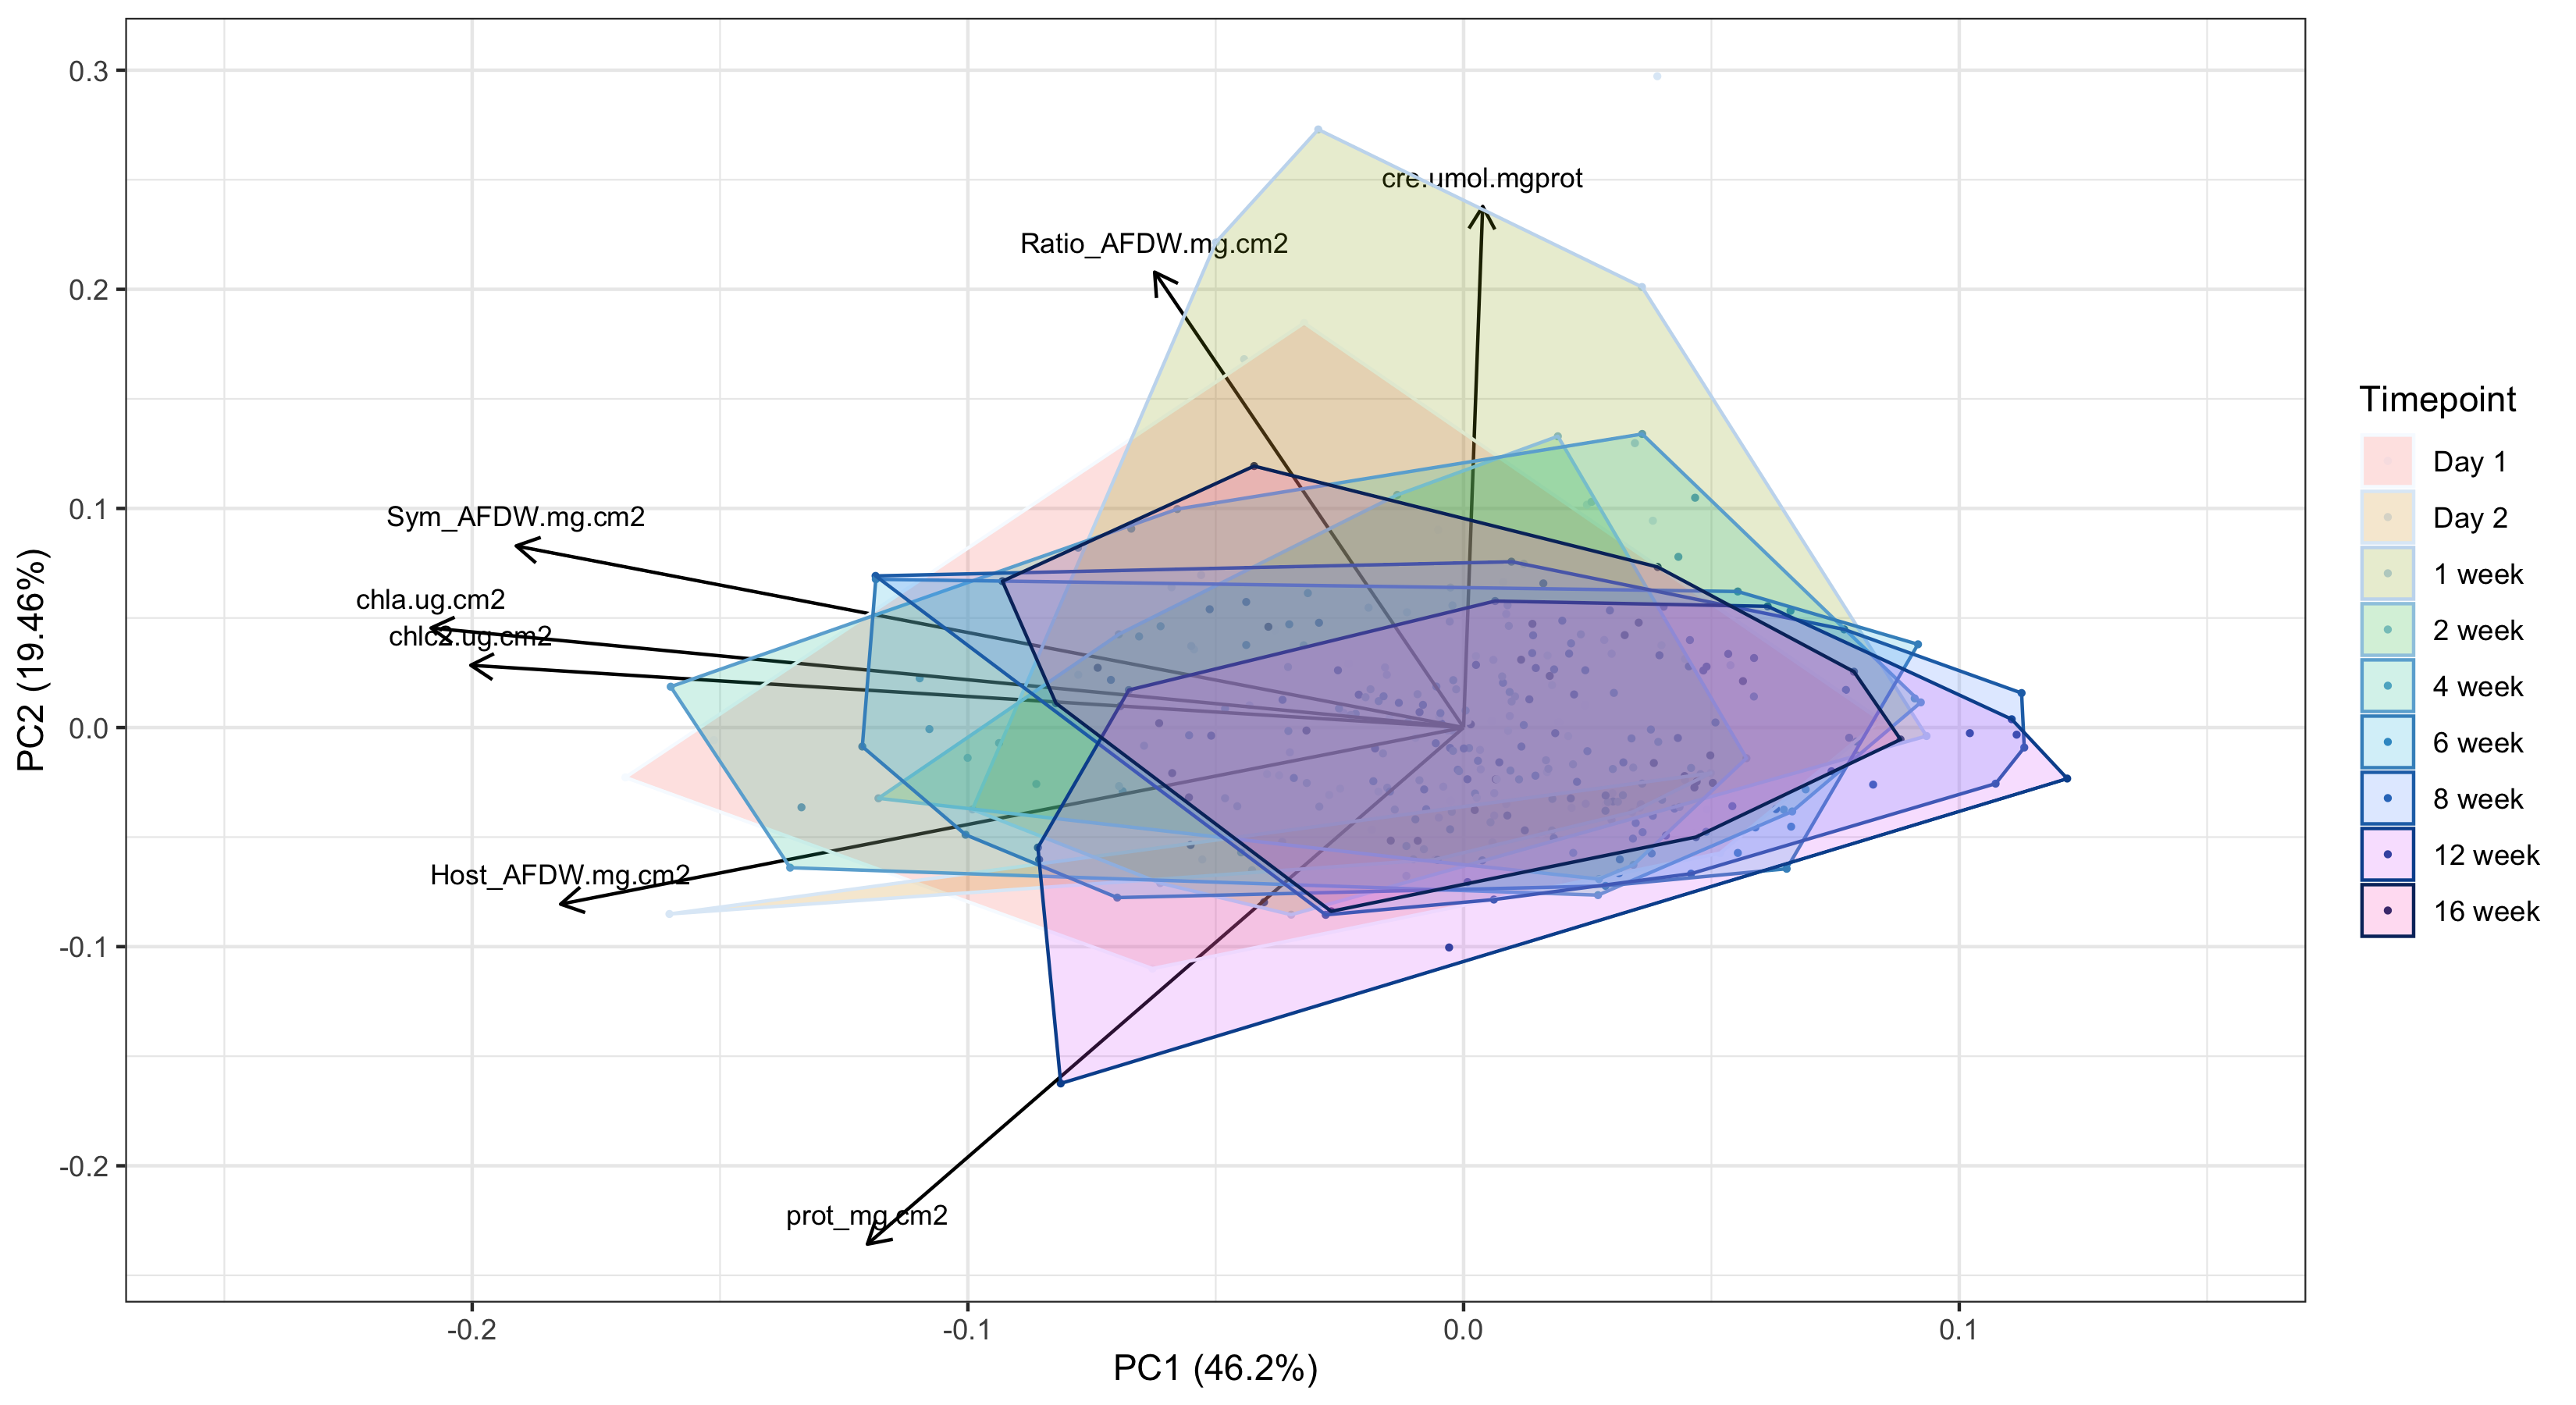 0.3
0.2
0.1
0.0
-0.1
-0.2
PC2 (19.46%)
cre.umol.mgprot
Ratio_AFDW.mg.cm2
Sym_AFDW.mg.cm2
chla.ug.cm2
chlc2.ug.cm2
Host_AFDW.mg.cm2
prot_mg.cm2
-0.2
-0.1
0.0
0.1
PC1 (46.2%)
Timepoint
Day 1
Day 2
1 week
2 week
4 week
6 week
8 week
12 week
16 week